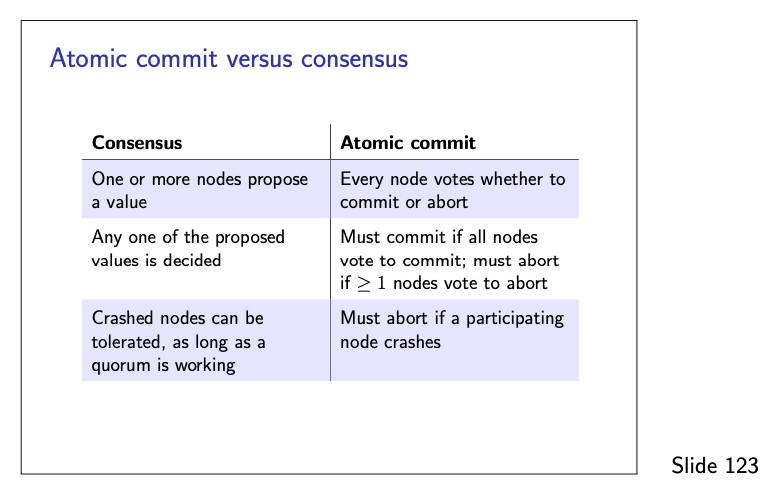 Atomic commit versus consensus
Consensus
Atomic commit
One or more nodes propose
a value
Every node votes whether to
commit or abort
Any one of the proposed
values is decided
Must commit if all nodes
vote to commit; must abort
if ≥ 1 nodes vote to abort
Crashed nodes can be
tolerated, as long as a
quorum is working
Must abort if a participating
node crashes
Slide 123